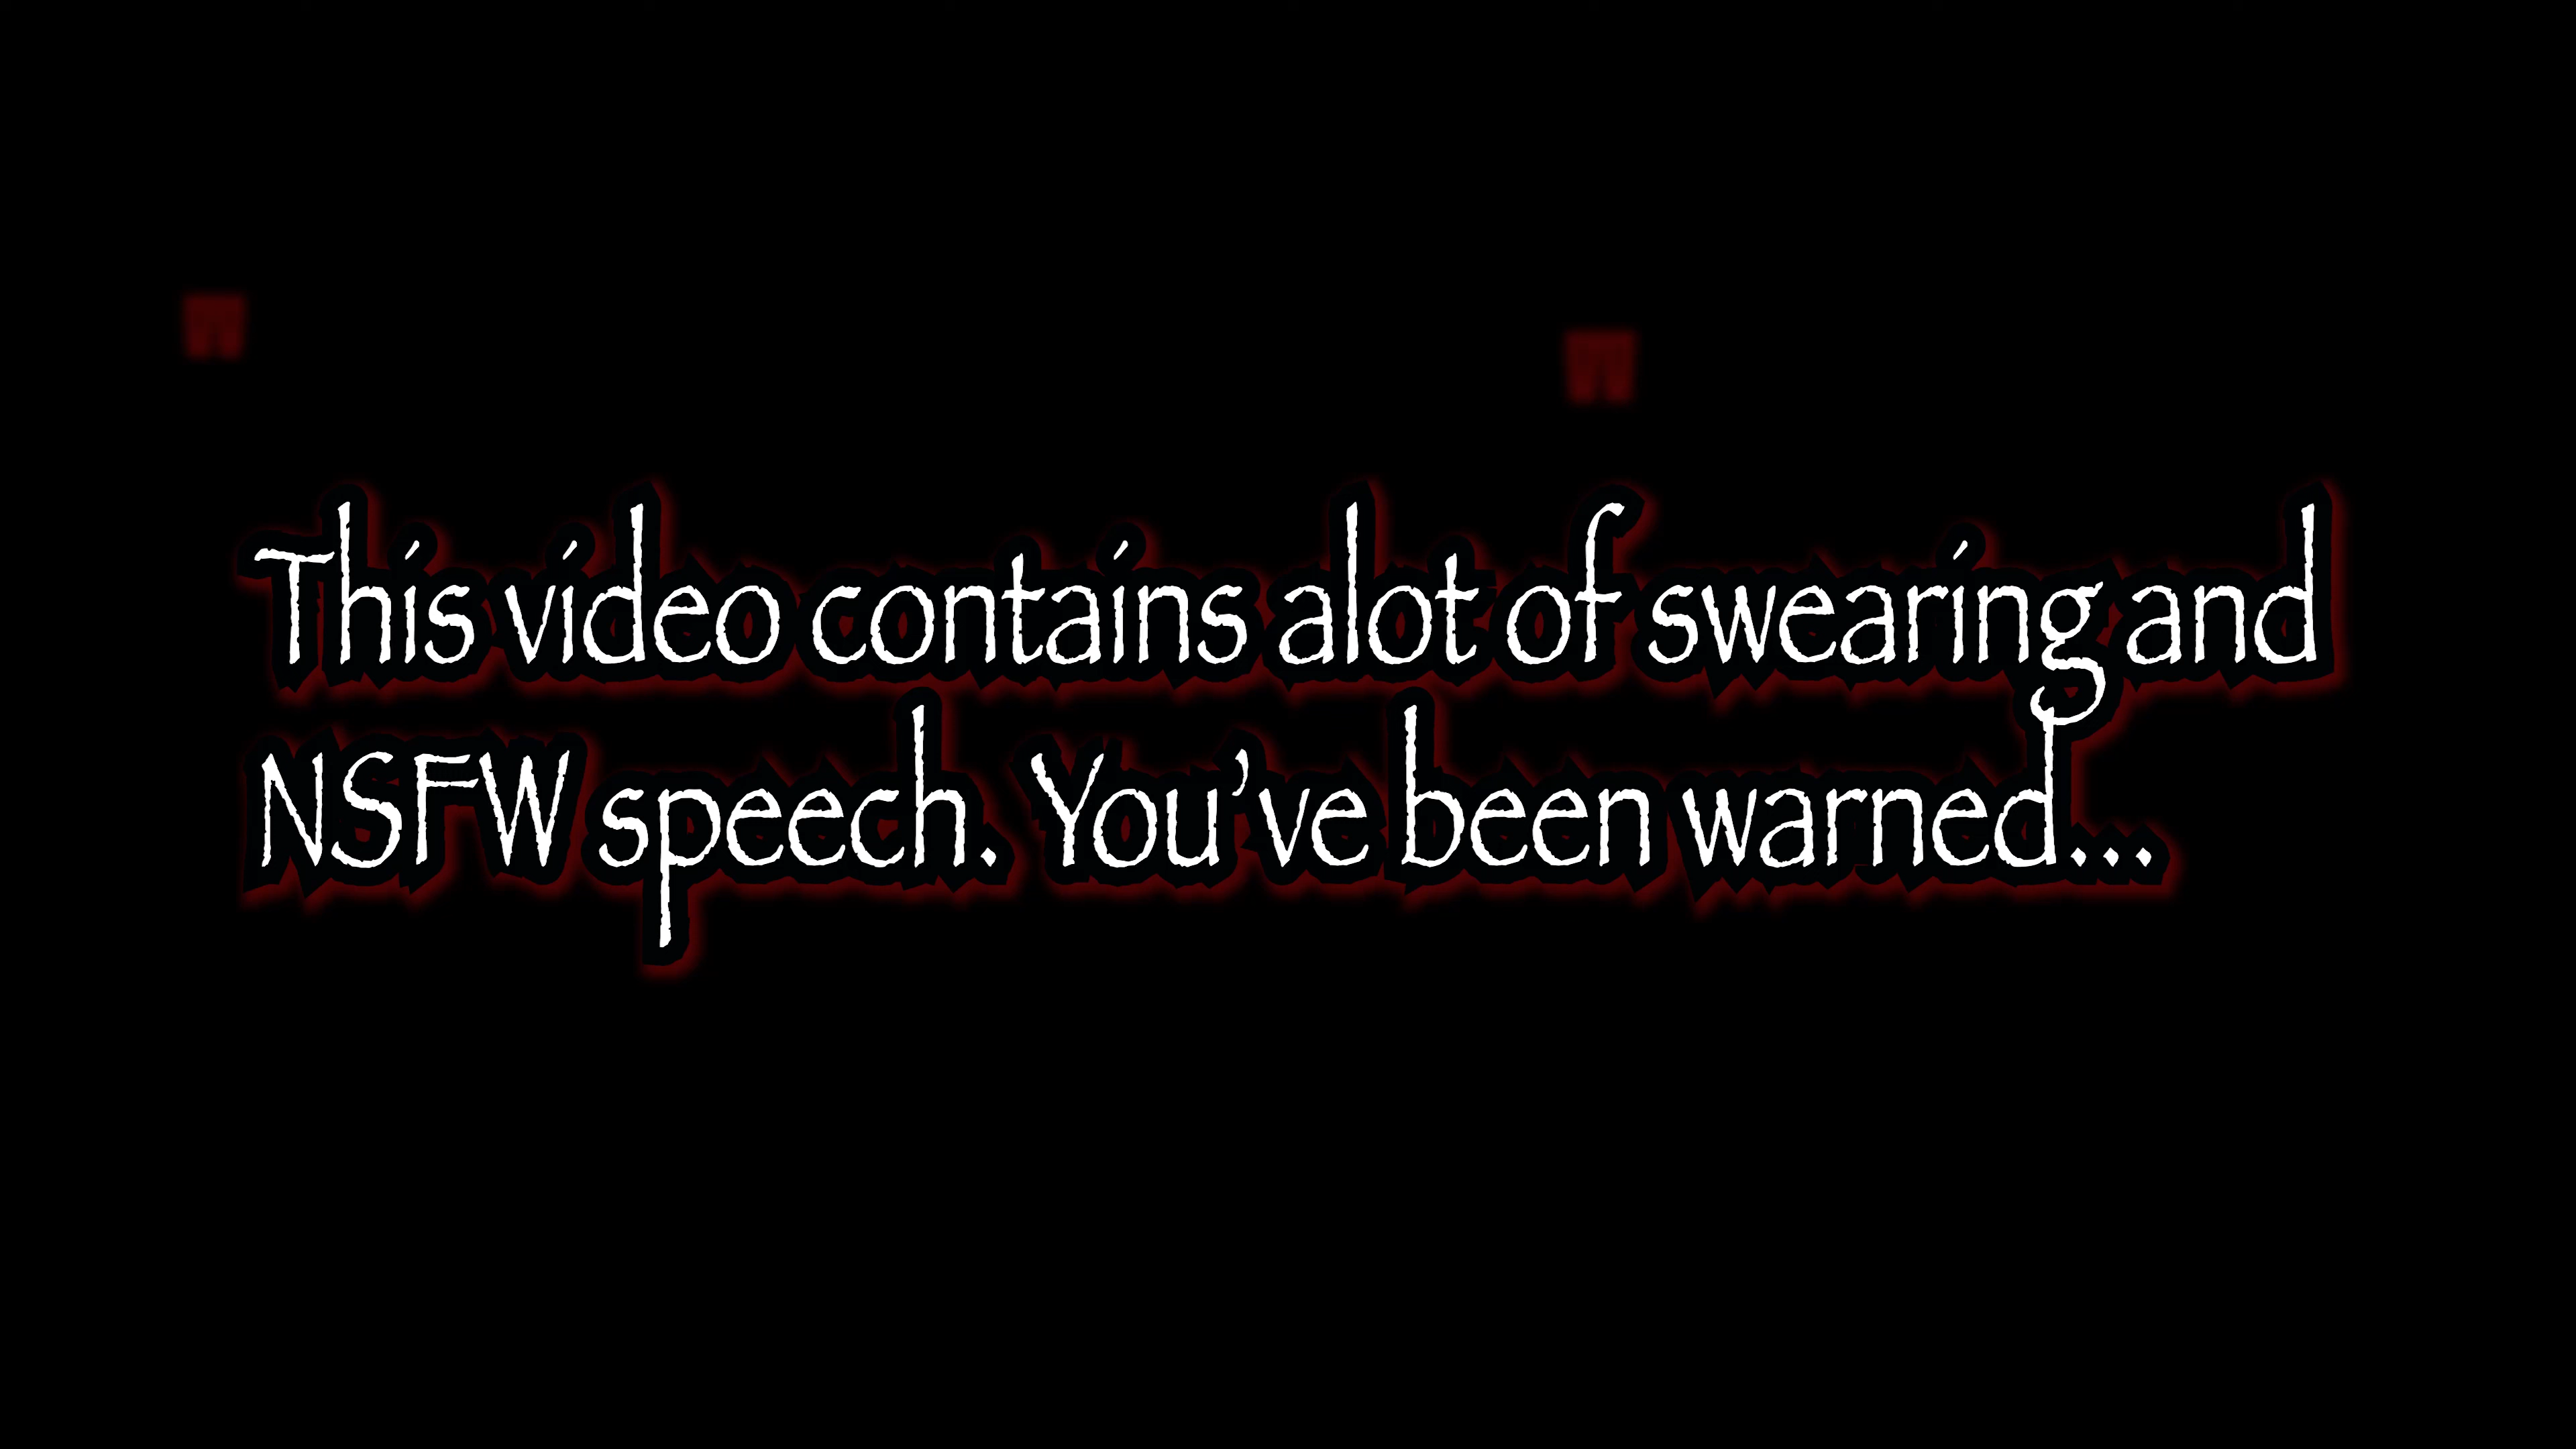 " "
This video contains alot of swearing and
NSFW speech. You've been warned...